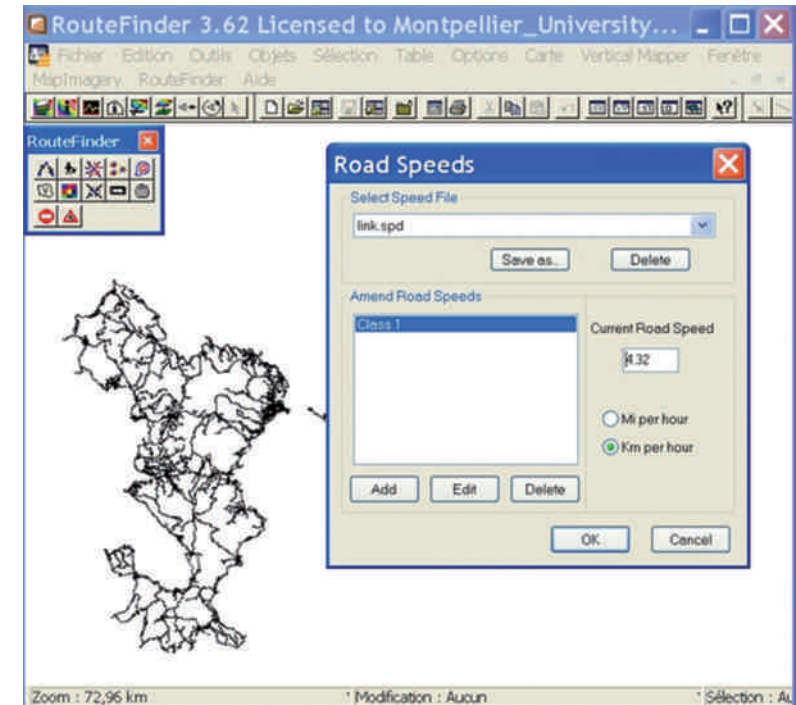 RouteFinder 3.62 Licensed to Montpellier_University...
Fichier Edition Outils Objets Sélection Table Options Carte Vertical Mapper Fenêtre
MapImagery RouteFinder Aide
RouteFinder
Road Speeds
Select Speed File
link.spd
Save as..
Delete
Amend Road Speeds
Class 1
Current Road Speed
4.32
Mi per hour
Km per hour
Add
Edit
Delete
OK
Cancel
Zoom : 72,96 km
Modification : Aucun
Sélection : Au